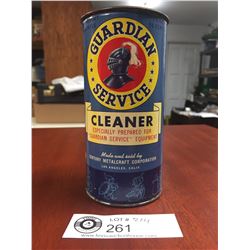 GUARDIAN
SERVICE
CLEANER
ESPECIALLY PREPARED FOR
"GUARDIAN SERVICE" EQUIPMENT
Made and sold by
CENTURY METALCRAFT CORPORATION
LOS ANGELES, CALIF.
LOT #
261